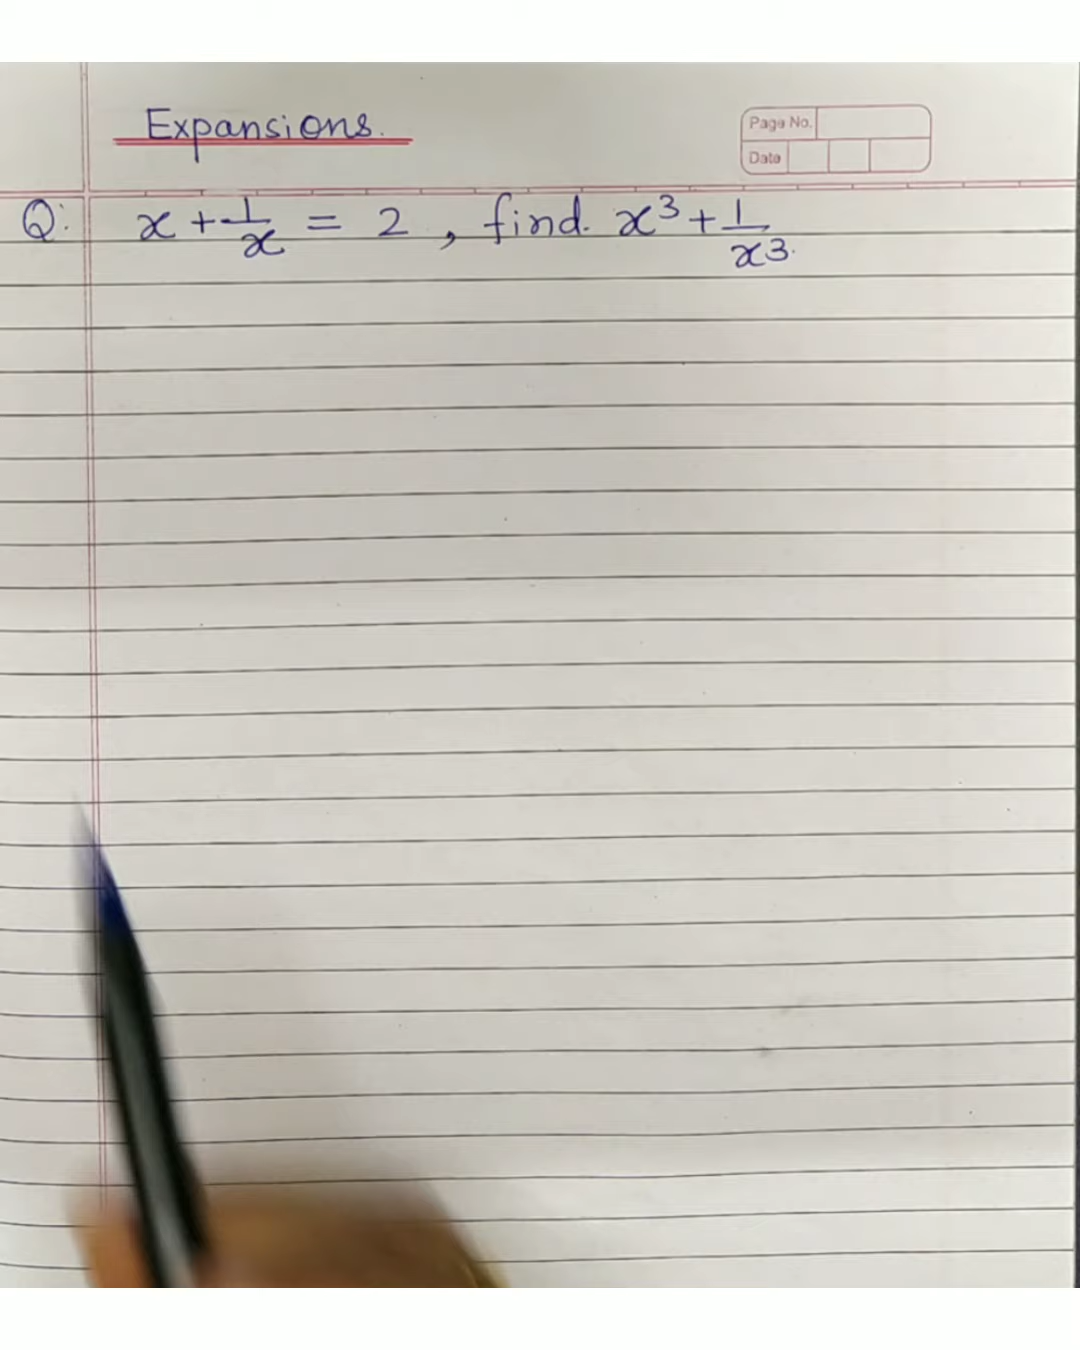 Expansions.
Page No.
Date
Q: x + 1/x = 2, find. x³ + 1/x³.